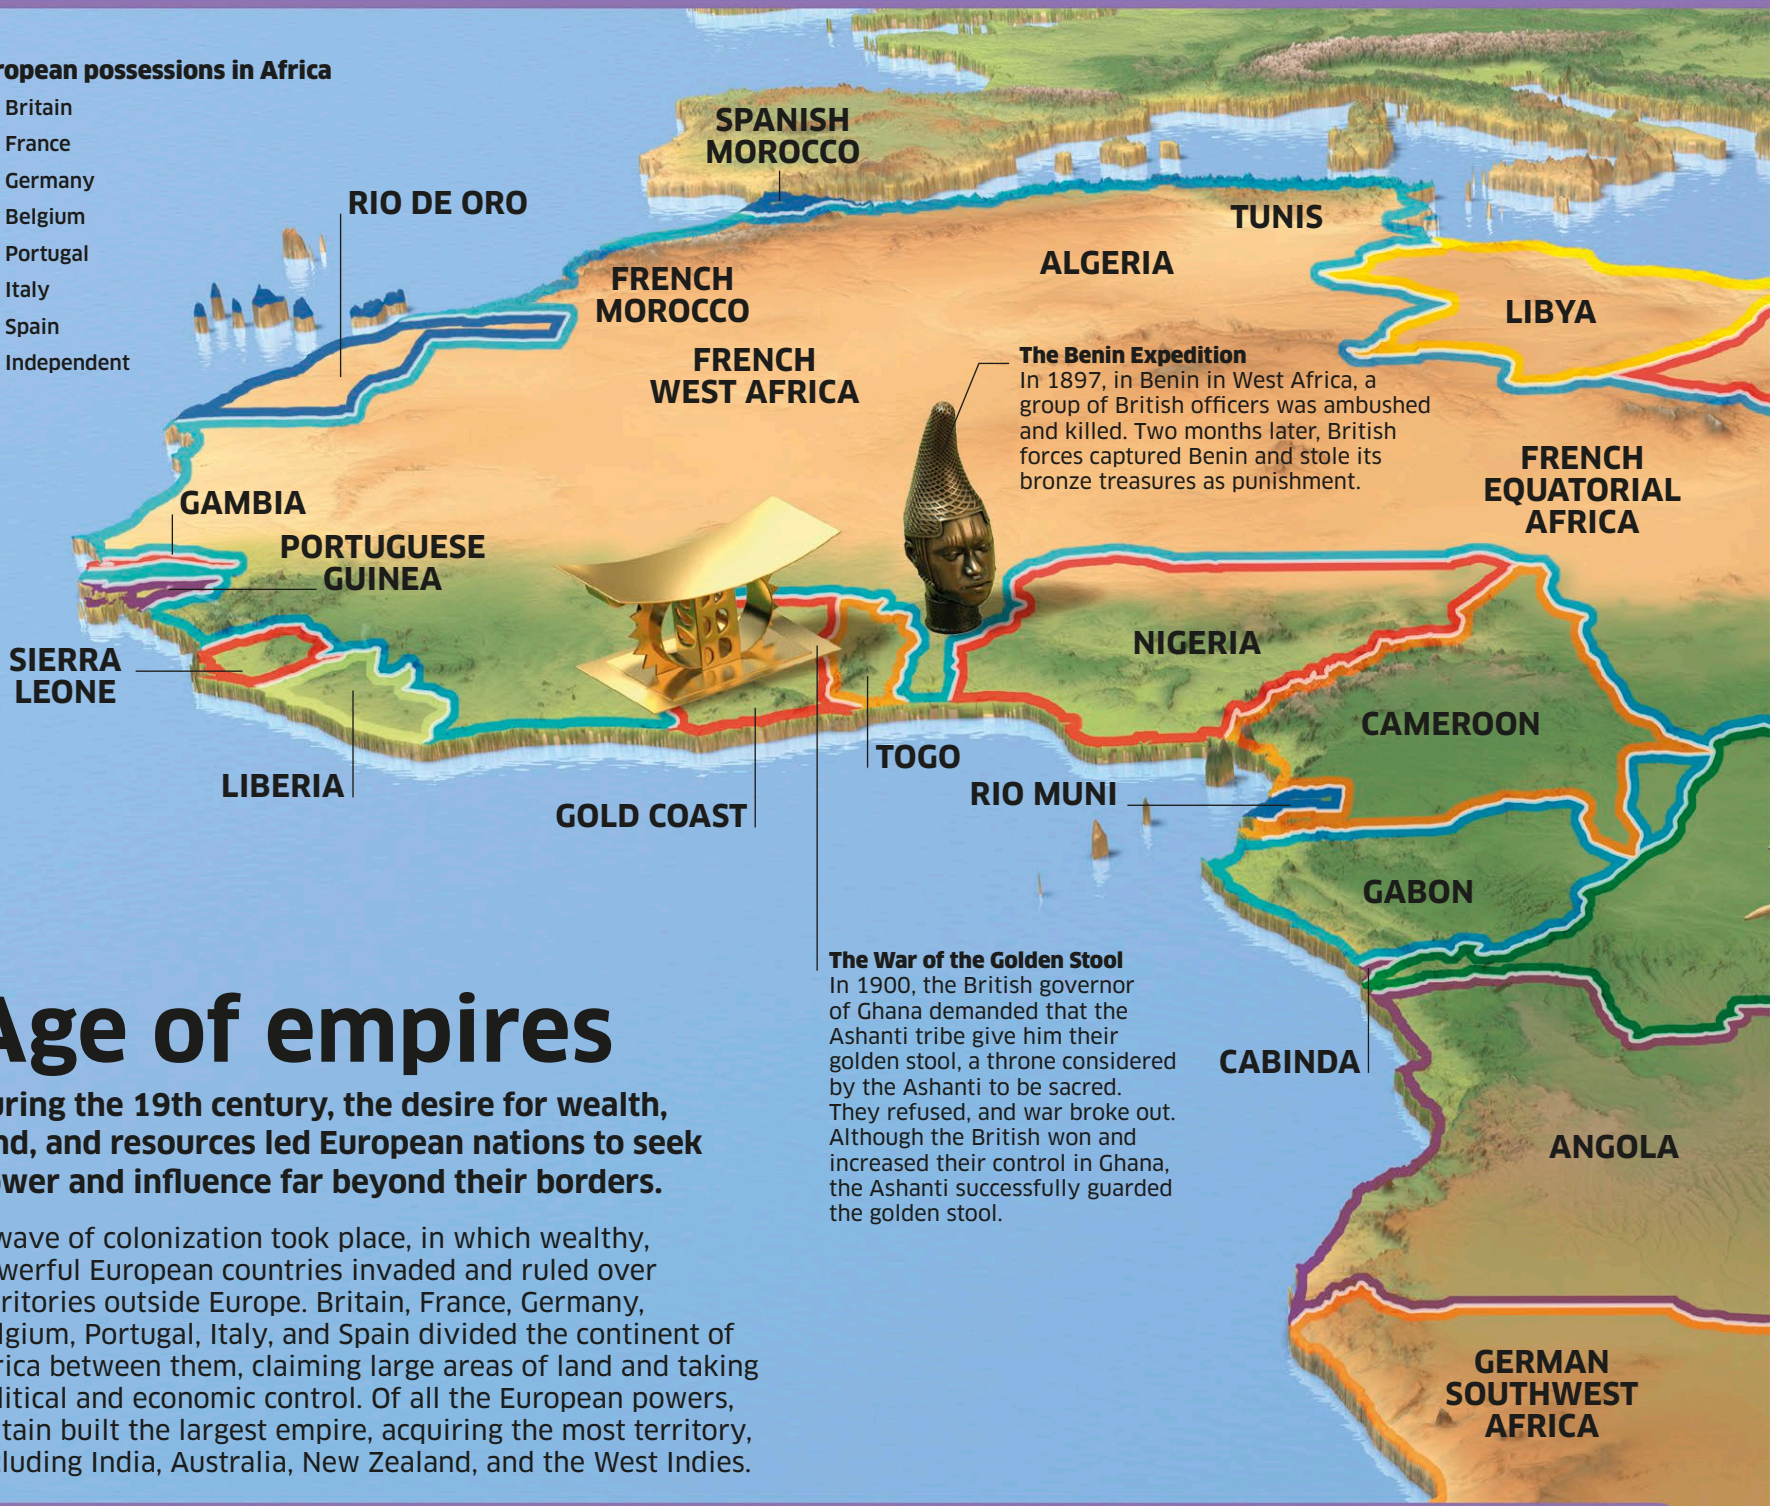 ropean possessions in Africa
Britain
France
Germany
Belgium
Portugal
Italy
Spain
Independent
SPANISH
MOROCCO
RIO DE ORO
TUNIS
ALGERIA
FRENCH
MOROCCO
LIBYA
FRENCH
WEST AFRICA
The Benin Expedition
In 1897, in Benin in West Africa, a
group of British officers was ambushed
and killed. Two months later, British
forces captured Benin and stole its
bronze treasures as punishment.
FRENCH
EQUATORIAL
AFRICA
GAMBIA
PORTUGUESE
GUINEA
SIERRA
LEONE
NIGERIA
CAMEROON
LIBERIA
GOLD COAST
TOGO
RIO MUNI
GABON
The War of the Golden Stool
In 1900, the British governor
of Ghana demanded that the
Ashanti tribe give him their
golden stool, a throne considered
by the Ashanti to be sacred.
They refused, and war broke out.
Although the British won and
increased their control in Ghana,
the Ashanti successfully guarded
the golden stool.
CABINDA
ANGOLA
GERMAN
SOUTHWEST
AFRICA
Age of empires
uring the 19th century, the desire for wealth,
nd, and resources led European nations to seek
ower and influence far beyond their borders.
wave of colonization took place, in which wealthy,
werful European countries invaded and ruled over
ritories outside Europe. Britain, France, Germany,
lgium, Portugal, Italy, and Spain divided the continent of
rica between them, claiming large areas of land and taking
litical and economic control. Of all the European powers,
tain built the largest empire, acquiring the most territory,
cluding India, Australia, New Zealand, and the West Indies.